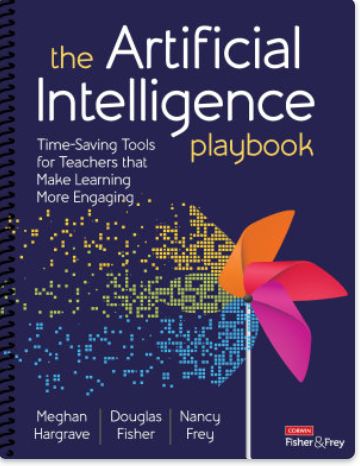 the Artificial
Intelligence
playbook
Time-Saving Tools
for Teachers that
Make Learning
More Engaging
Meghan
Hargrave
Douglas
Fisher
Nancy
Frey
CORWIN
Fisher&Frey